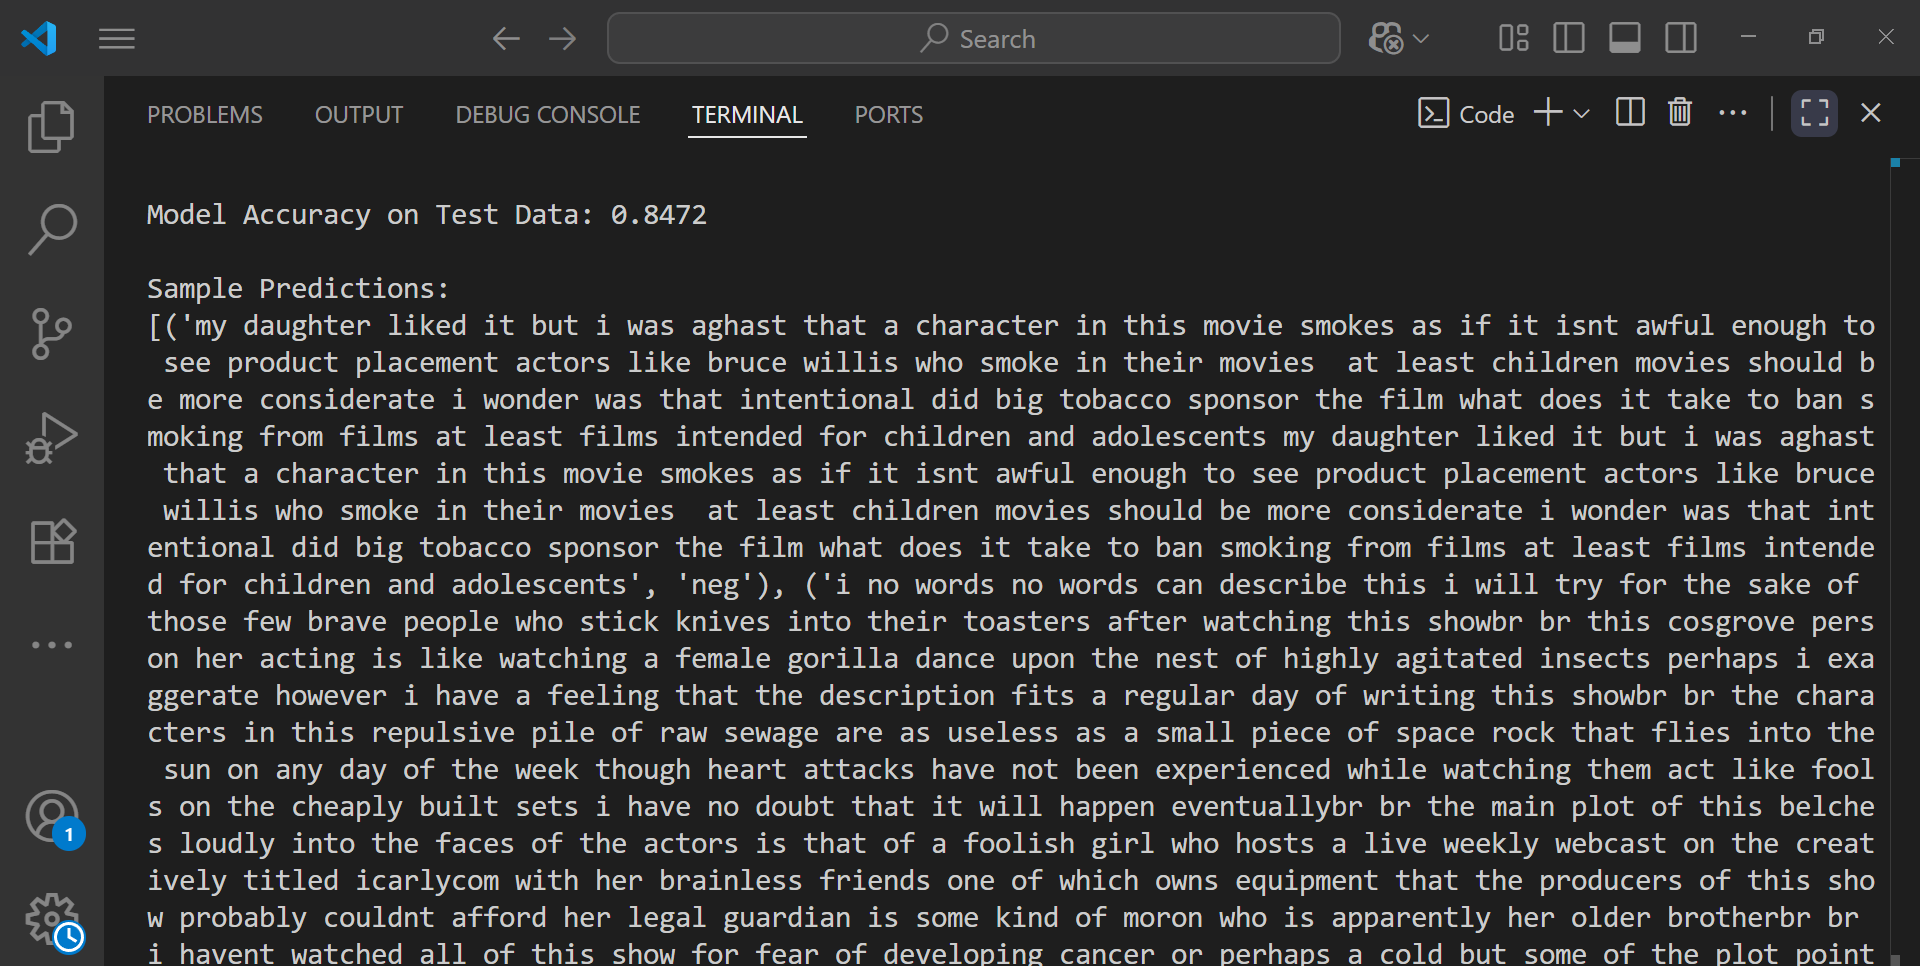 Search
PROBLEMS OUTPUT DEBUG CONSOLE TERMINAL PORTS Code
Model Accuracy on Test Data: 0.8472
Sample Predictions:
[('my daughter liked it but i was aghast that a character in this movie smokes as if it isnt awful enough to
 see product placement actors like bruce willis who smoke in their movies  at least children movies should b
e more considerate i wonder was that intentional did big tobacco sponsor the film what does it take to ban s
moking from films at least films intended for children and adolescents my daughter liked it but i was aghast
 that a character in this movie smokes as if it isnt awful enough to see product placement actors like bruce
 willis who smoke in their movies  at least children movies should be more considerate i wonder was that int
entional did big tobacco sponsor the film what does it take to ban smoking from films at least films intende
d for children and adolescents', 'neg'), ('i no words no words can describe this i will try for the sake of
those few brave people who stick knives into their toasters after watching this showbr br this cosgrove pers
on her acting is like watching a female gorilla dance upon the nest of highly agitated insects perhaps i exa
ggerate however i have a feeling that the description fits a regular day of writing this showbr br the chara
cters in this repulsive pile of raw sewage are as useless as a small piece of space rock that flies into the
 sun on any day of the week though heart attacks have not been experienced while watching them act like fool
s on the cheaply built sets i have no doubt that it will happen eventuallybr br the main plot of this belche
s loudly into the faces of the actors is that of a foolish girl who hosts a live weekly webcast on the creat
ively titled icarlycom with her brainless friends one of which owns equipment that the producers of this sho
w probably couldnt afford her legal guardian is some kind of moron who is apparently her older brotherbr br
i havent watched all of this show for fear of developing cancer or perhaps a cold but some of the plot point
1